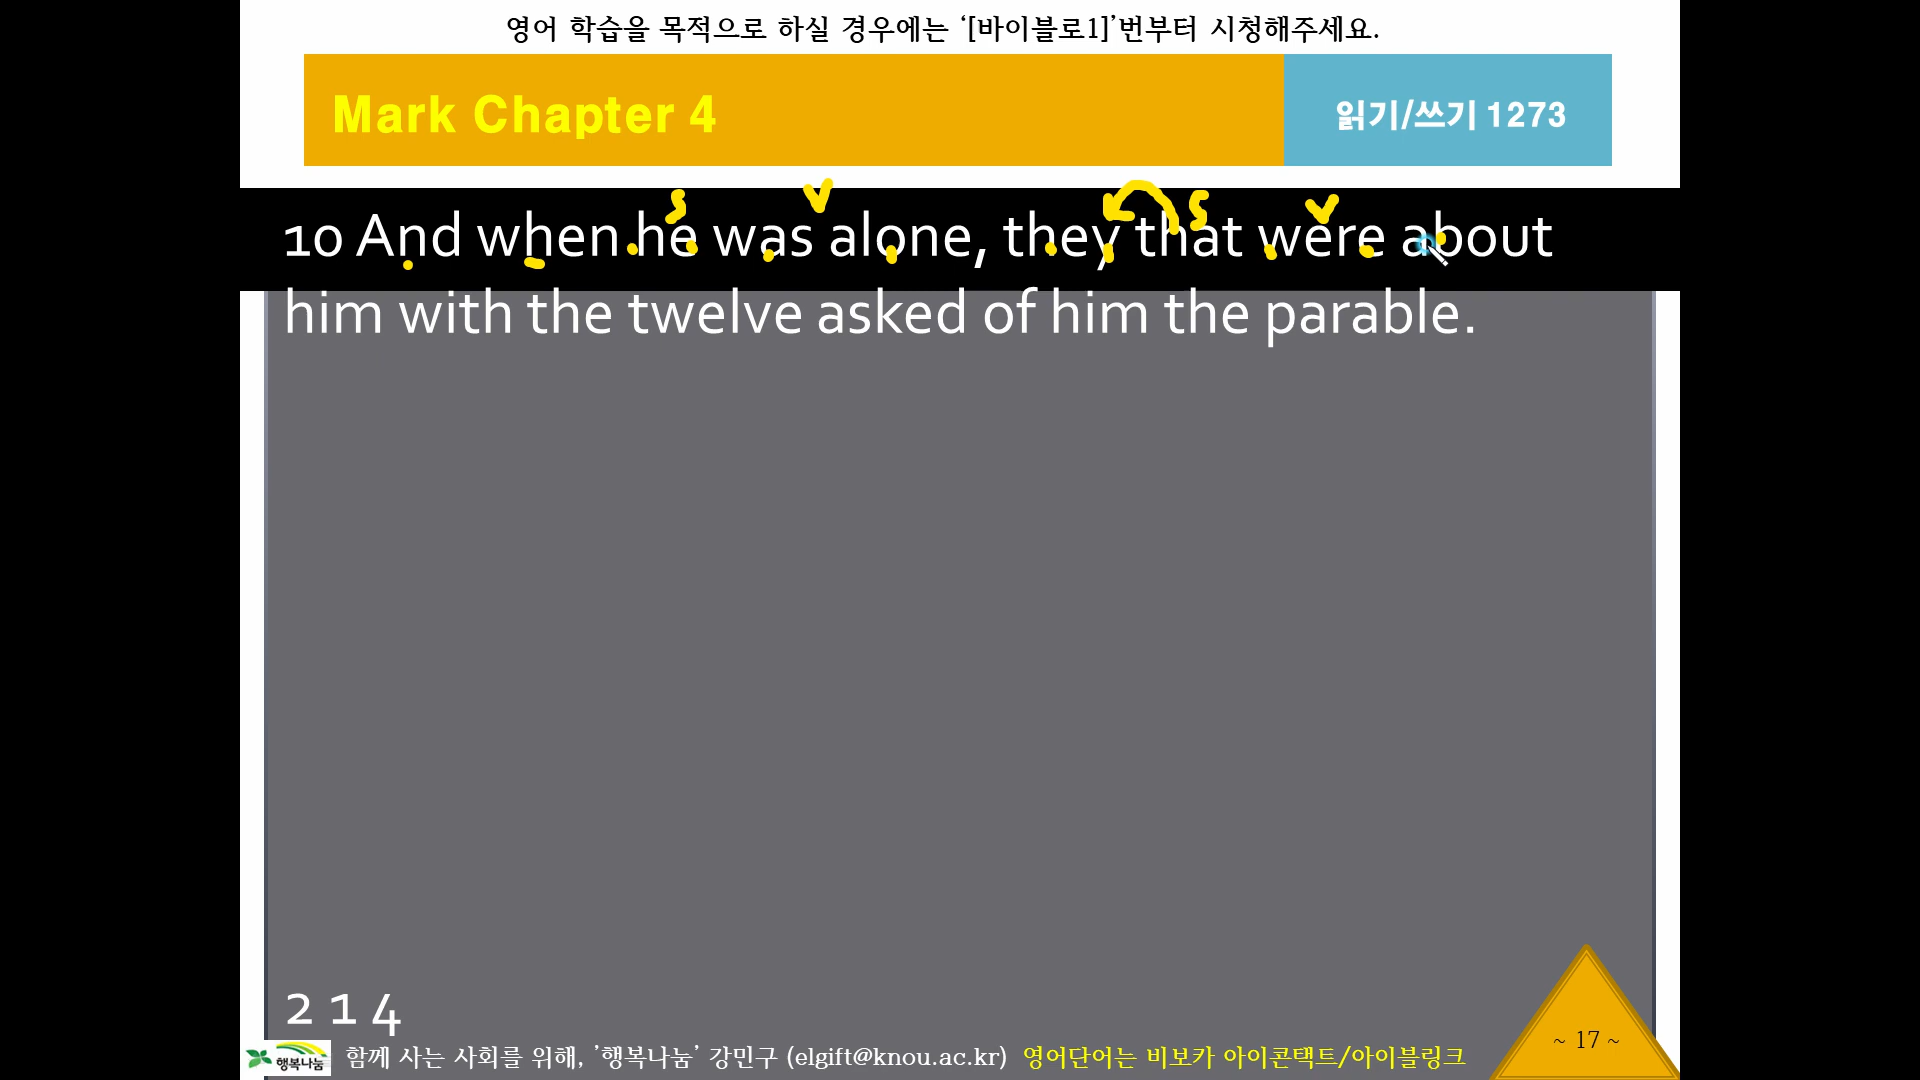 영어 학습을 목적으로 하실 경우에는 ‘[바이블로1]’번부터 시청해주세요.
Mark Chapter 4
읽기/쓰기 1273
10 And when he was alone, they that were about
him with the twelve asked of him the parable.
2 1 4
~ 17 ~
행복나눔 함께 사는 사회를 위해, ’행복나눔’ 강민구 (elgift@knou.ac.kr) 영어단어는 비보카 아이콘택트/아이블링크